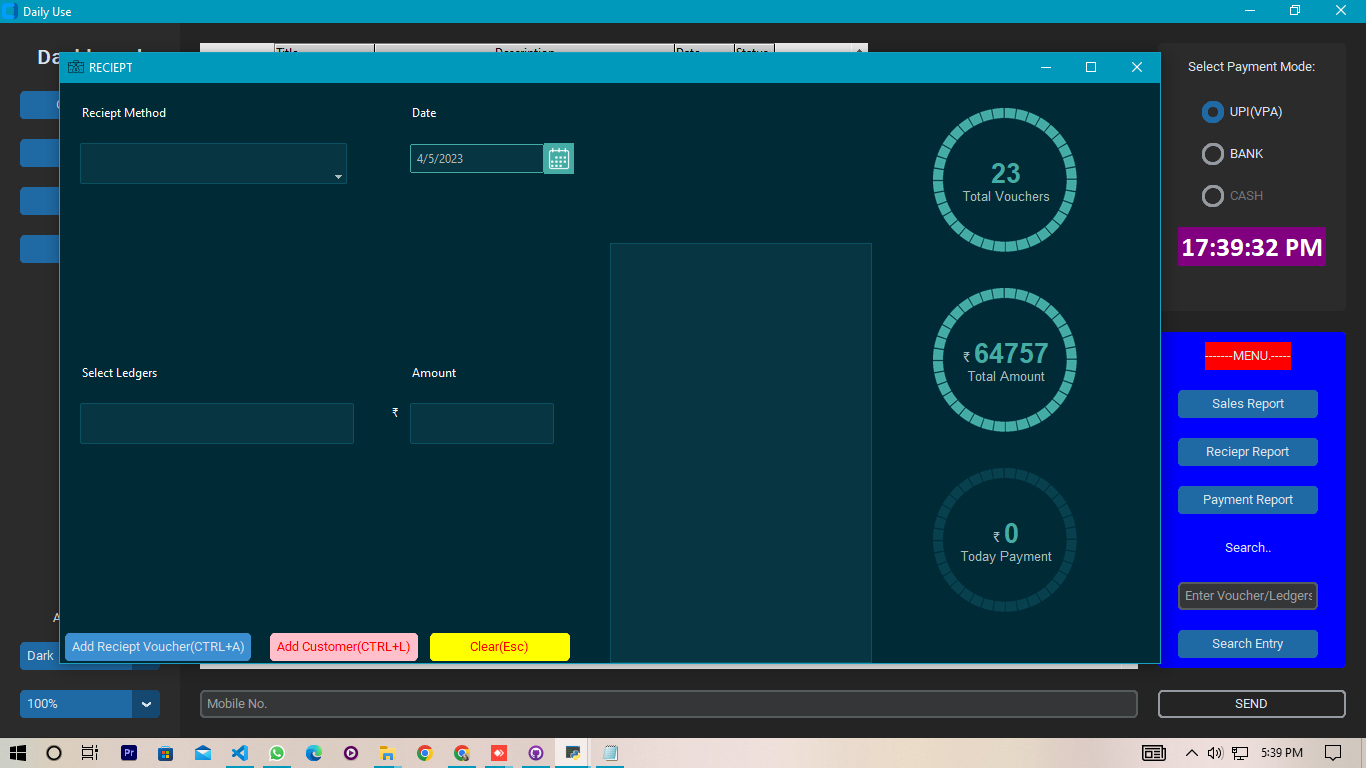 Daily Use
Title
Description
Date
Status
RECIEPT
Reciept Method
Date
4/5/2023
23
Total Vouchers
₹ 64757
Total Amount
₹ 0
Today Payment
Select Ledgers
Amount
₹
Add Reciept Voucher(CTRL+A)
Add Customer(CTRL+L)
Clear(Esc)
Select Payment Mode:
UPI(VPA)
BANK
CASH
17:39:32 PM
-------MENU.-----
Sales Report
Reciepr Report
Payment Report
Search..
Enter Voucher/Ledgers
Search Entry
Dark
100%
Mobile No.
SEND
Pr
5:39 PM